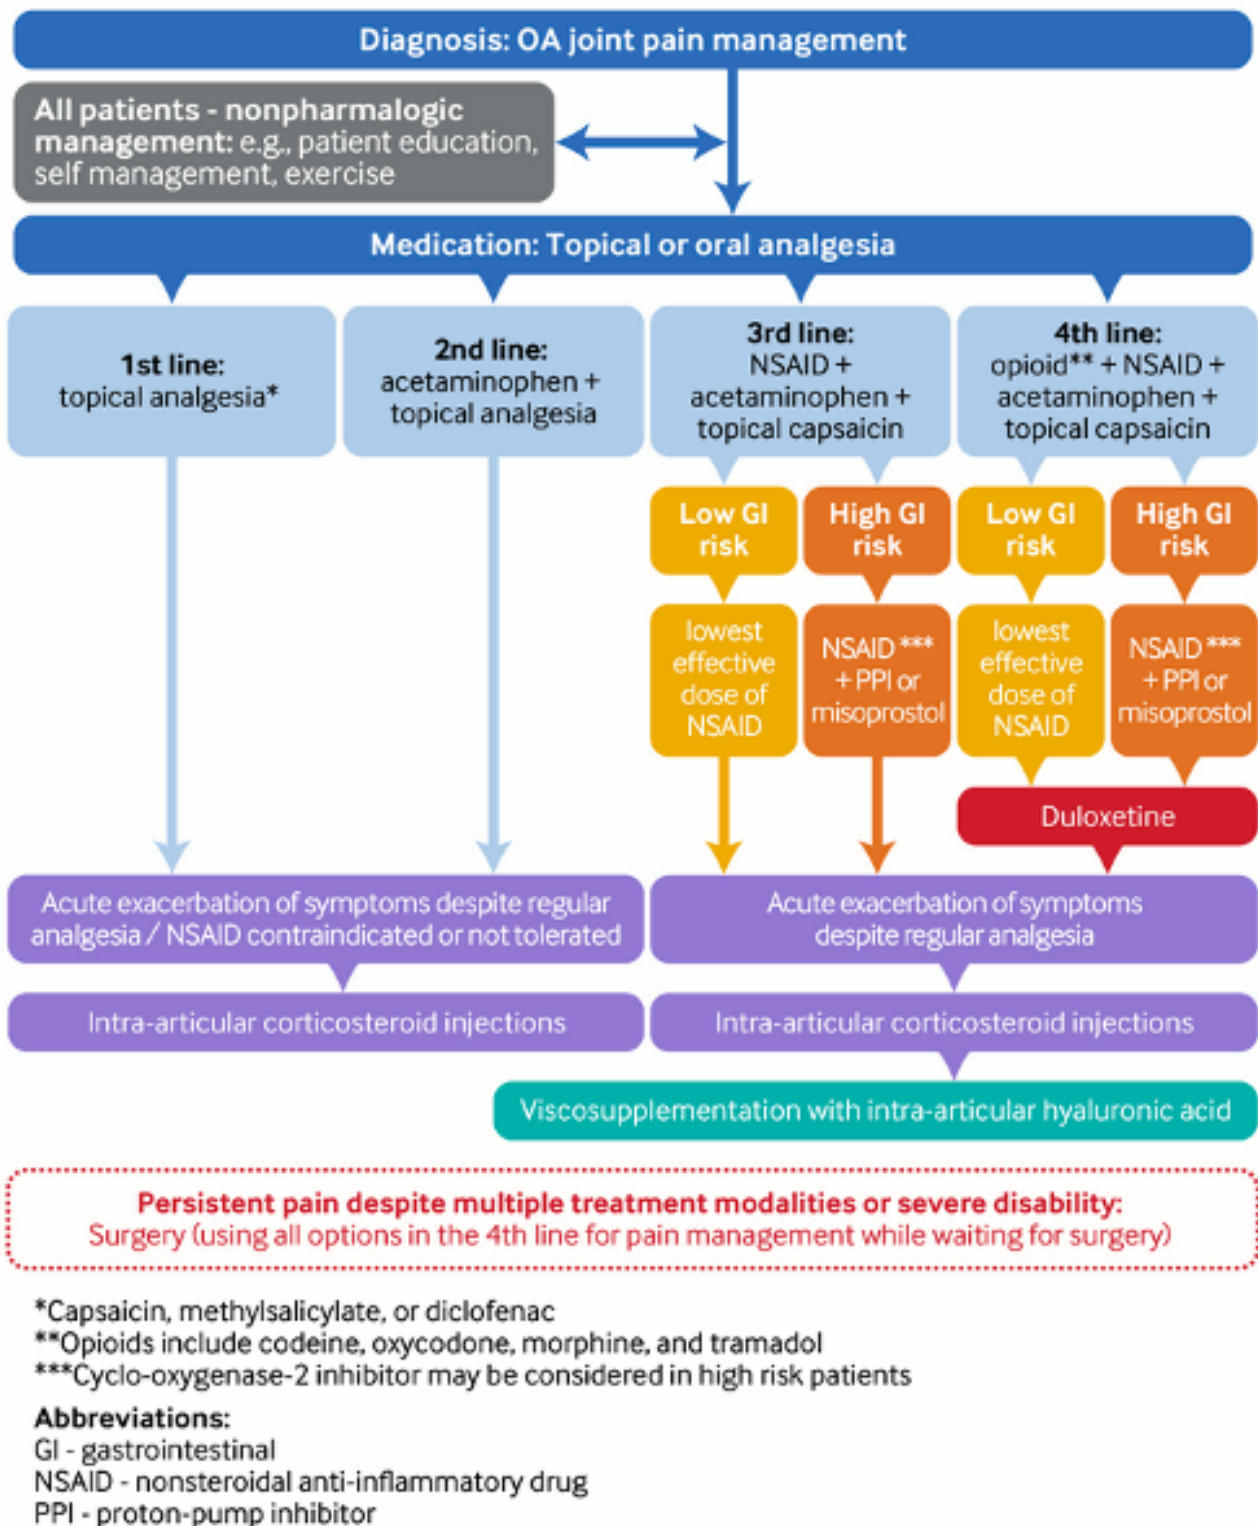 Diagnosis: OA joint pain management
All patients - nonpharmalogic
management: e.g., patient education,
self management, exercise
Medication: Topical or oral analgesia
1st line:
topical analgesia*
2nd line:
acetaminophen +
topical analgesia
3rd line:
NSAID +
acetaminophen +
topical capsaicin
4th line:
opioid** + NSAID +
acetaminophen +
topical capsaicin
Low GI
risk
High GI
risk
Low GI
risk
High GI
risk
lowest
effective
dose of
NSAID
NSAID ***
+ PPI or
misoprostol
lowest
effective
dose of
NSAID
NSAID ***
+ PPI or
misoprostol
Duloxetine
Acute exacerbation of symptoms despite regular
analgesia / NSAID contraindicated or not tolerated
Acute exacerbation of symptoms
despite regular analgesia
Intra-articular corticosteroid injections
Intra-articular corticosteroid injections
Viscosupplementation with intra-articular hyaluronic acid
Persistent pain despite multiple treatment modalities or severe disability:
Surgery (using all options in the 4th line for pain management while waiting for surgery)
*Capsaicin, methylsalicylate, or diclofenac
**Opioids include codeine, oxycodone, morphine, and tramadol
***Cyclo-oxygenase-2 inhibitor may be considered in high risk patients
Abbreviations:
GI - gastrointestinal
NSAID - nonsteroidal anti-inflammatory drug
PPI - proton-pump inhibitor